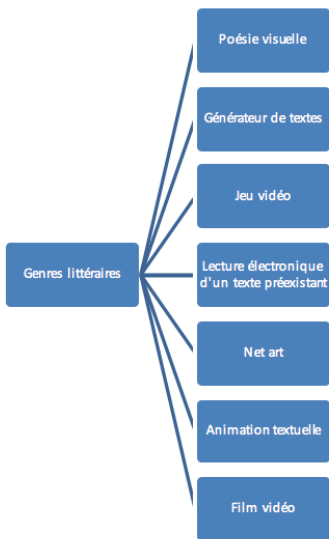 Poésie visuelle
Générateur de textes
Jeu vidéo
Genres littéraires
Lecture électronique
d'un texte préexistant
Net art
Animation textuelle
Film vidéo